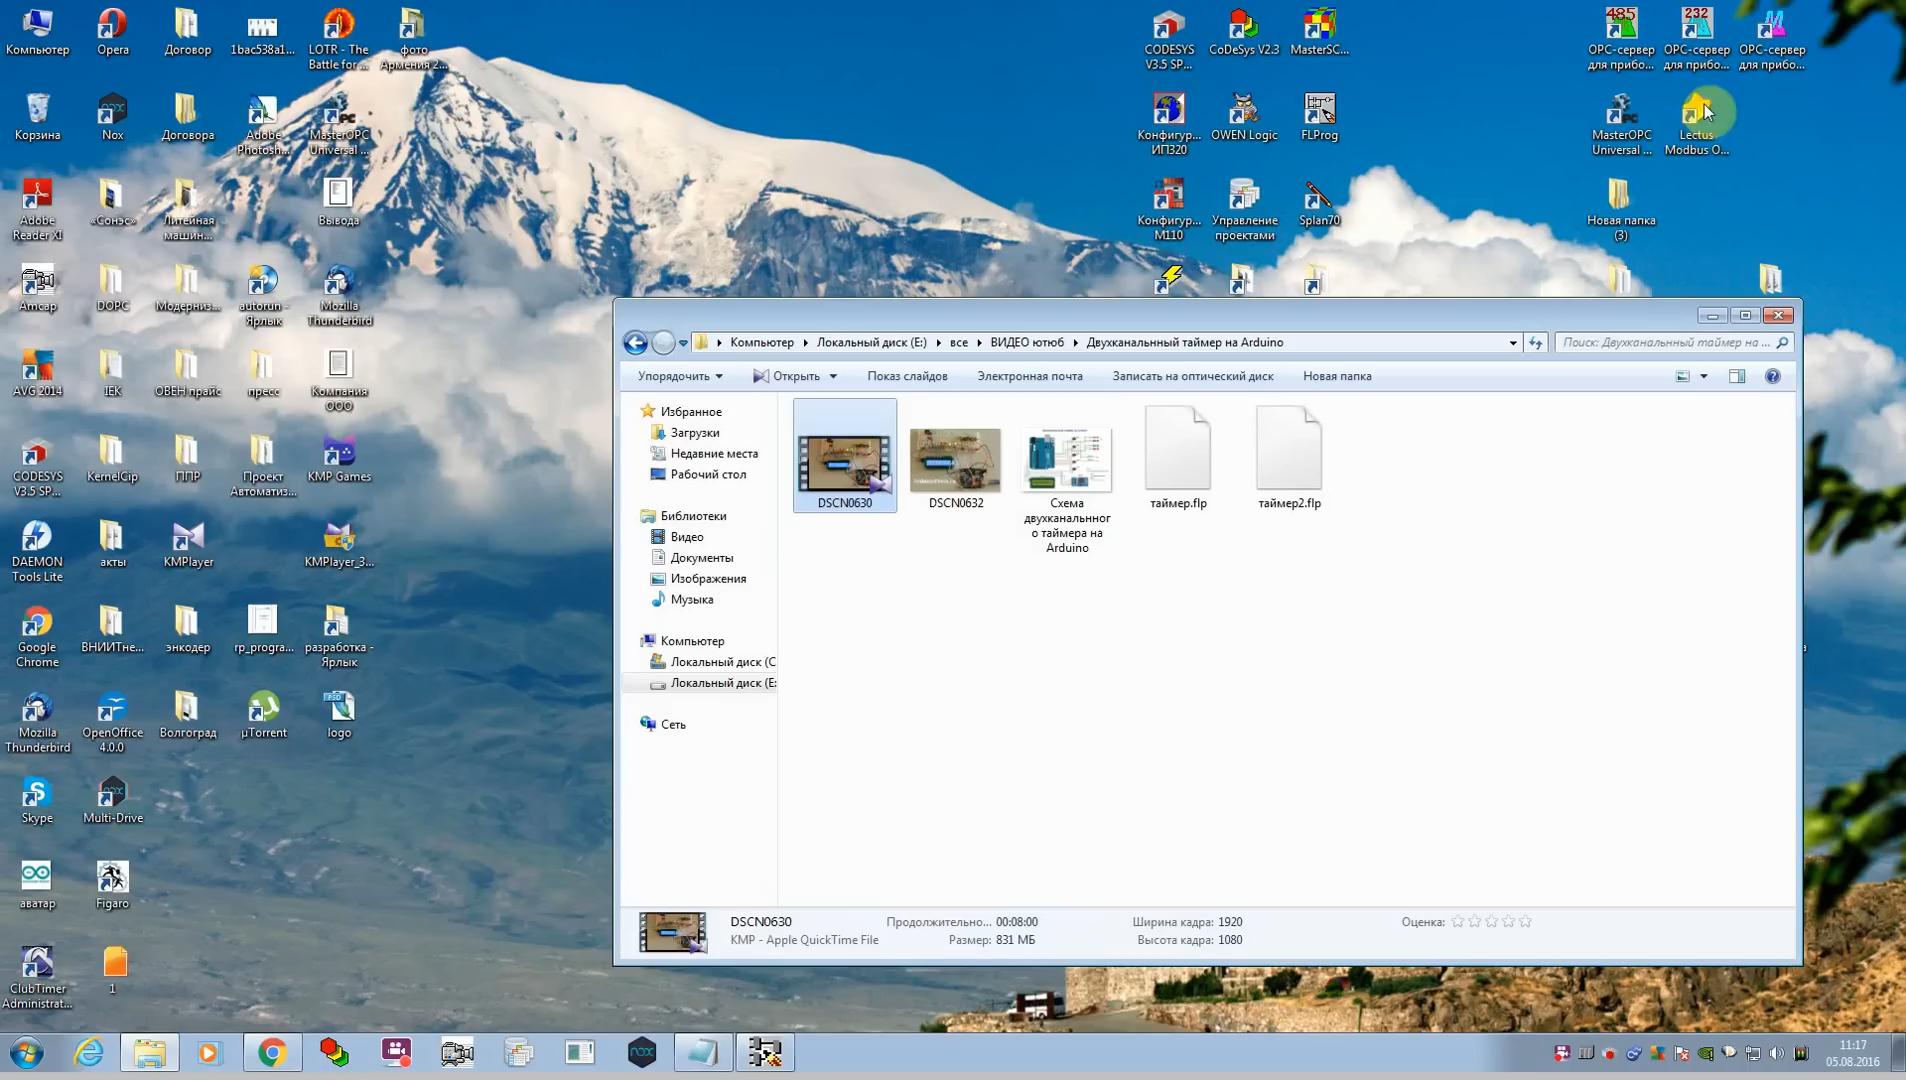 Компьютер
Opera
Договор
1bac538a1...
LOTR - The
Battle for ...
фото
Армения 2...
CODESYS
V3.5 SP...
CoDeSys V2.3
MasterSC...
485
OPC-сервер
для прибо...
232
OPC-сервер
для прибо...
OPC-сервер
для прибо...
Корзина
Nox
Договора
Adobe
Photosh...
MasterOPC
Universal ...
Конфигур...
ИП320
OWEN Logic
FLProg
MasterOPC
Universal ...
Lectus
Modbus O...
Adobe
Reader XI
«Сонэс»
Литейная
машин...
Вывода
Конфигур...
М110
Управление
проектами
Splan70
Новая папка
(3)
Amcap
DOPC
Модерниз...
autorun -
Ярлык
Mozilla
Thunderbird
AVG 2014
IEK
ОВЕН прайс
пресс
Компания
ООО
CODESYS
V3.5 SP...
KernelCip
ППР
Проект
Автоматиз...
KMP Games
DAEMON
Tools Lite
акты
KMPlayer
KMPlayer_3...
Google
Chrome
ВНИИТне...
энкодер
rp_progra...
разработка -
Ярлык
Mozilla
Thunderbird
OpenOffice
4.0.0
Волгоград
µTorrent
logo
Skype
Multi-Drive
аватар
Figaro
ClubTimer
Administrat...
1
Компьютер
Локальный диск (E:)
все
ВИДЕО ютюб
Двухканальнный таймер на Arduino
Поиск: Двухканальнный таймер на ...
Упорядочить
Открыть
Показ слайдов
Электронная почта
Записать на оптический диск
Новая папка
Избранное
Загрузки
Недавние места
Рабочий стол
Библиотеки
Видео
Документы
Изображения
Музыка
Компьютер
Локальный диск (C
Локальный диск (E:
Сеть
DSCN0630
DSCN0632
Схема
двухканальнног
о таймера на
Arduino
таймер.flp
таймер2.flp
DSCN0630
KMP - Apple QuickTime File
Продолжительно... 00:08:00
Размер: 831 МБ
Ширина кадра: 1920
Высота кадра: 1080
Оценка:
11:17
05.08.2016